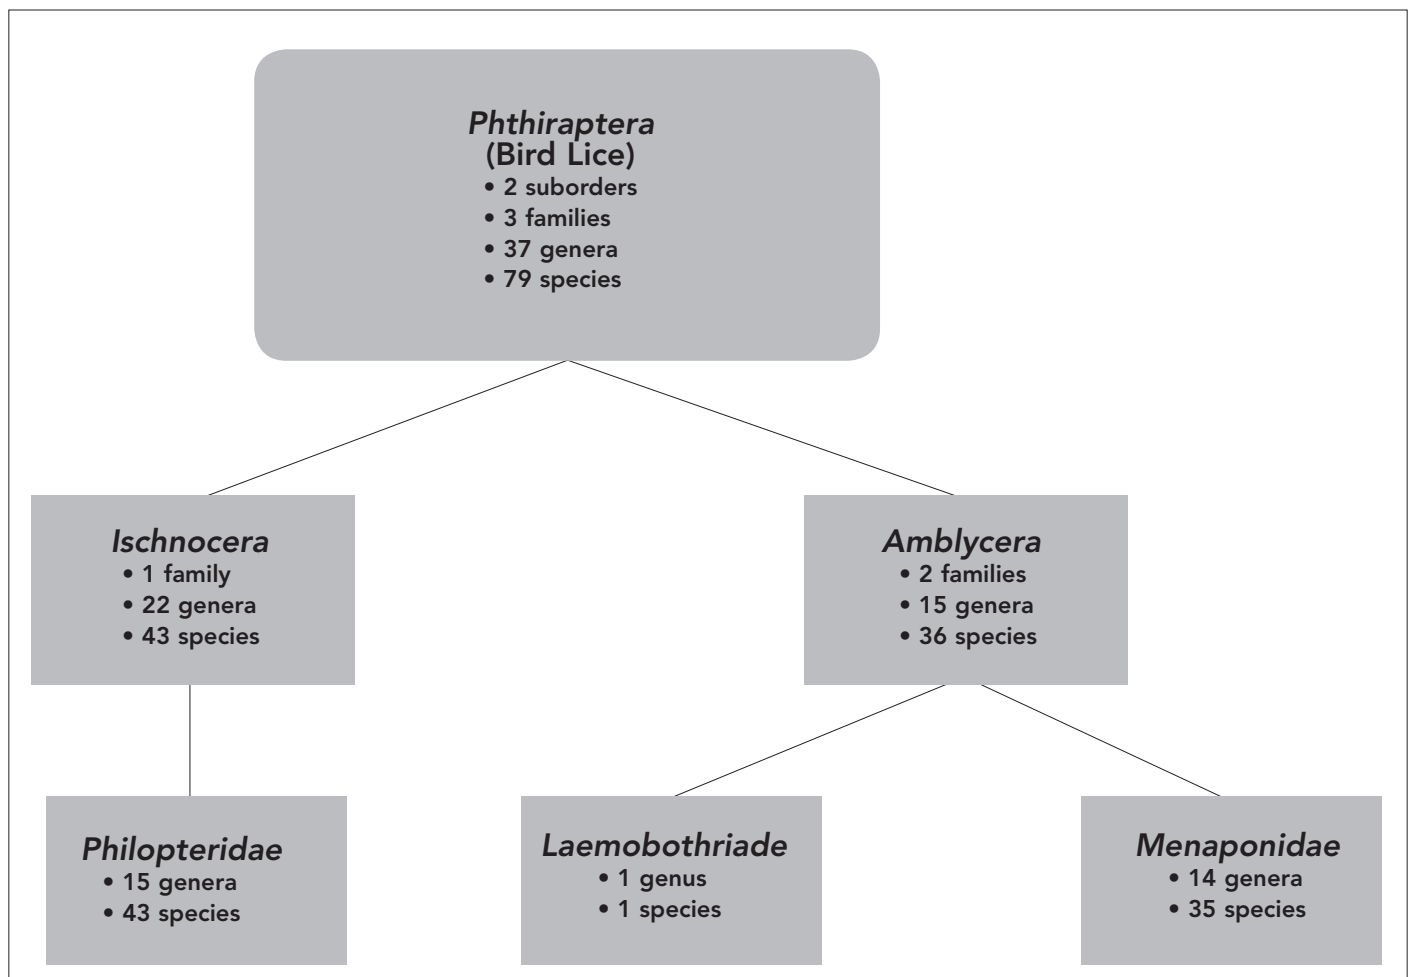 Phthiraptera
(Bird Lice)
• 2 suborders
• 3 families
• 37 genera
• 79 species
Ischnocera
• 1 family
• 22 genera
• 43 species
Amblycera
• 2 families
• 15 genera
• 36 species
Philopteridae
• 15 genera
• 43 species
Laemobothriade
• 1 genus
• 1 species
Menaponidae
• 14 genera
• 35 species